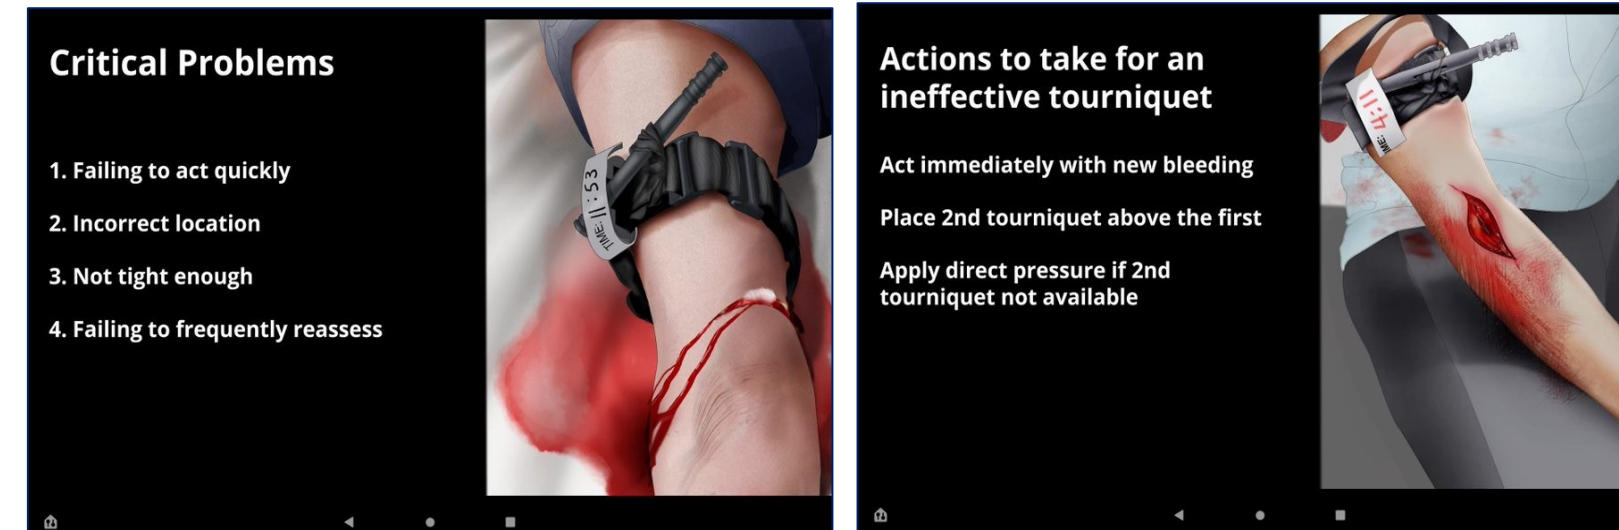 Critical Problems
1. Failing to act quickly
2. Incorrect location
3. Not tight enough
4. Failing to frequently reassess
TIME: 11:53
Actions to take for an
ineffective tourniquet
Act immediately with new bleeding
Place 2nd tourniquet above the first
Apply direct pressure if 2nd
tourniquet not available
TIME: